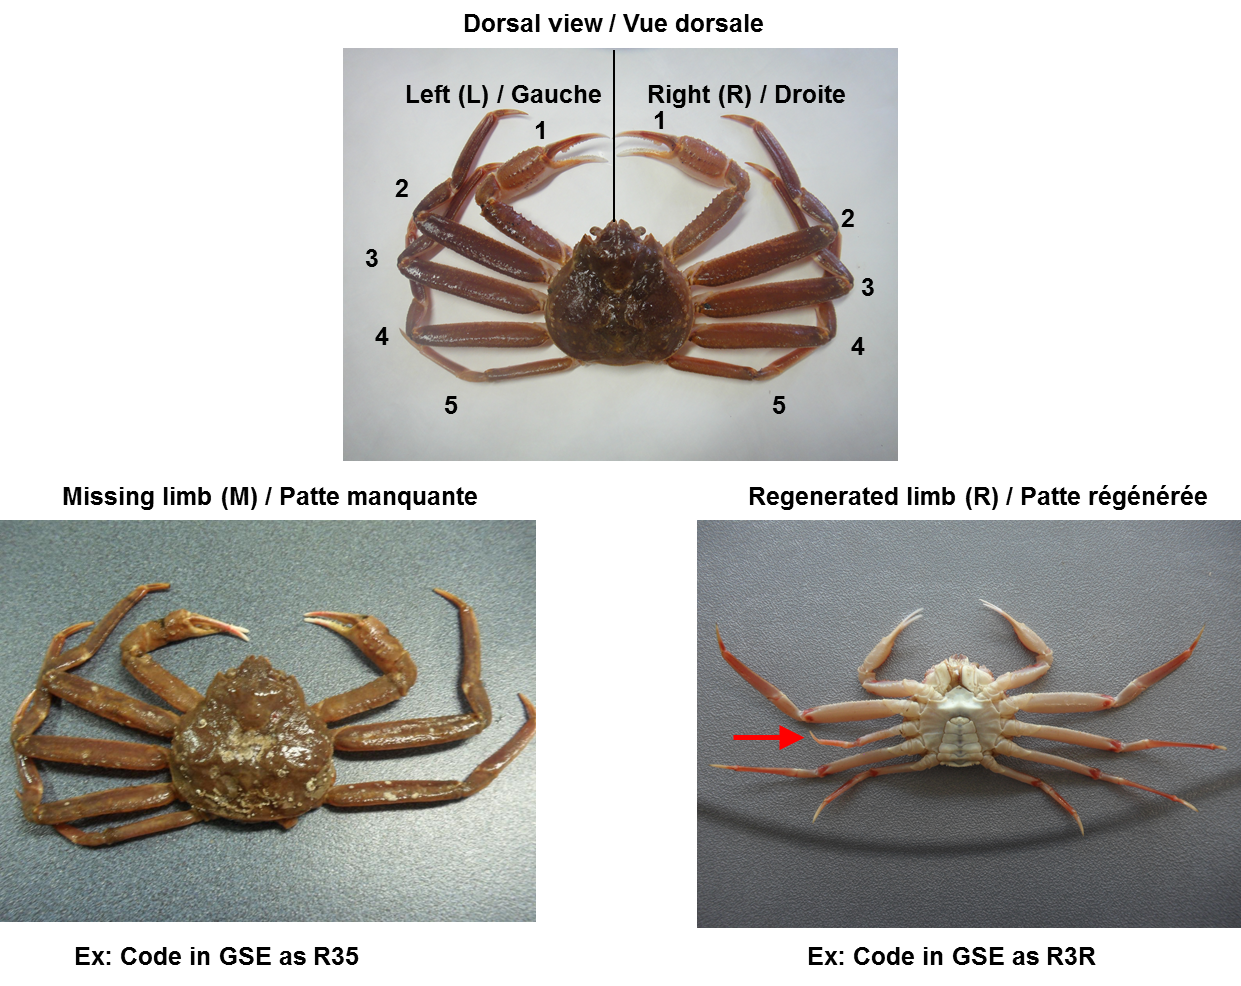 Dorsal view / Vue dorsale
Left (L) / Gauche
Right (R) / Droite
1
1
2
2
3
3
4
4
5
5
Missing limb (M) / Patte manquante
Regenerated limb (R) / Patte régénérée
Ex: Code in GSE as R35
Ex: Code in GSE as R3R